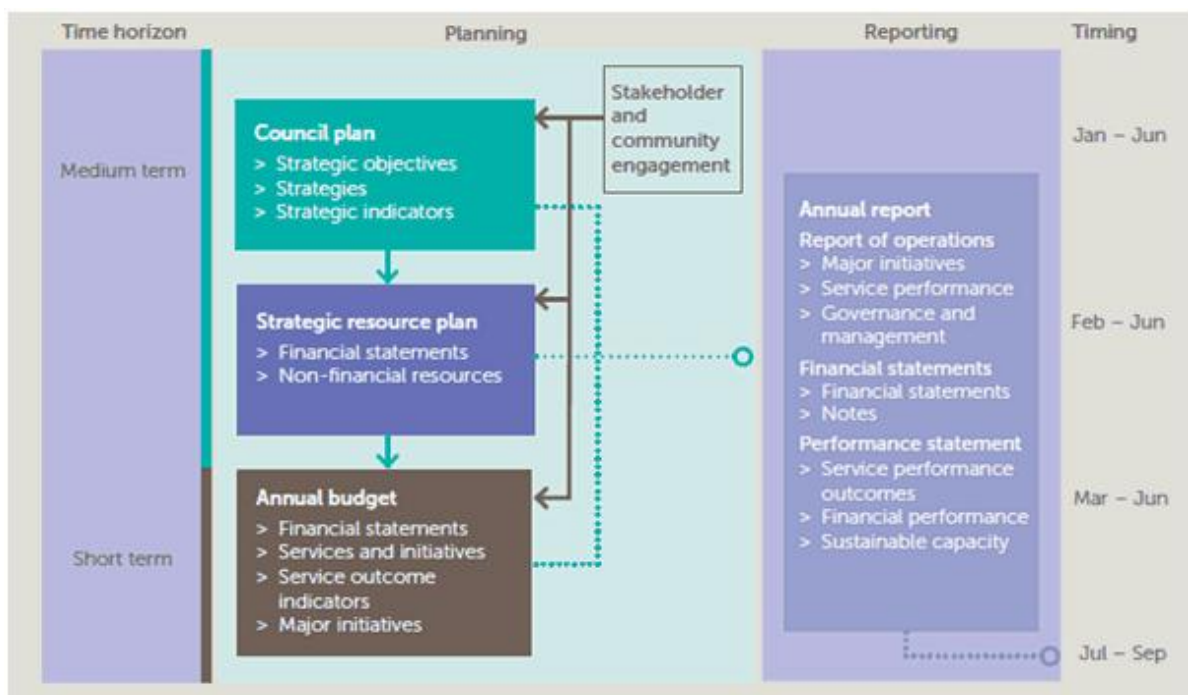 Time horizon
Planning
Reporting
Timing
Medium term
Short term
Council plan
> Strategic objectives
> Strategies
> Strategic indicators
Stakeholder
and
community
engagement
Strategic resource plan
> Financial statements
> Non-financial resources
Annual budget
> Financial statements
> Services and initiatives
> Service outcome
indicators
> Major initiatives
Annual report
Report of operations
> Major initiatives
> Service performance
> Governance and
management
Financial statements
> Financial statements
> Notes
Performance statement
> Service performance
outcomes
> Financial performance
> Sustainable capacity
Jan – Jun
Feb – Jun
Mar – Jun
Jul – Sep